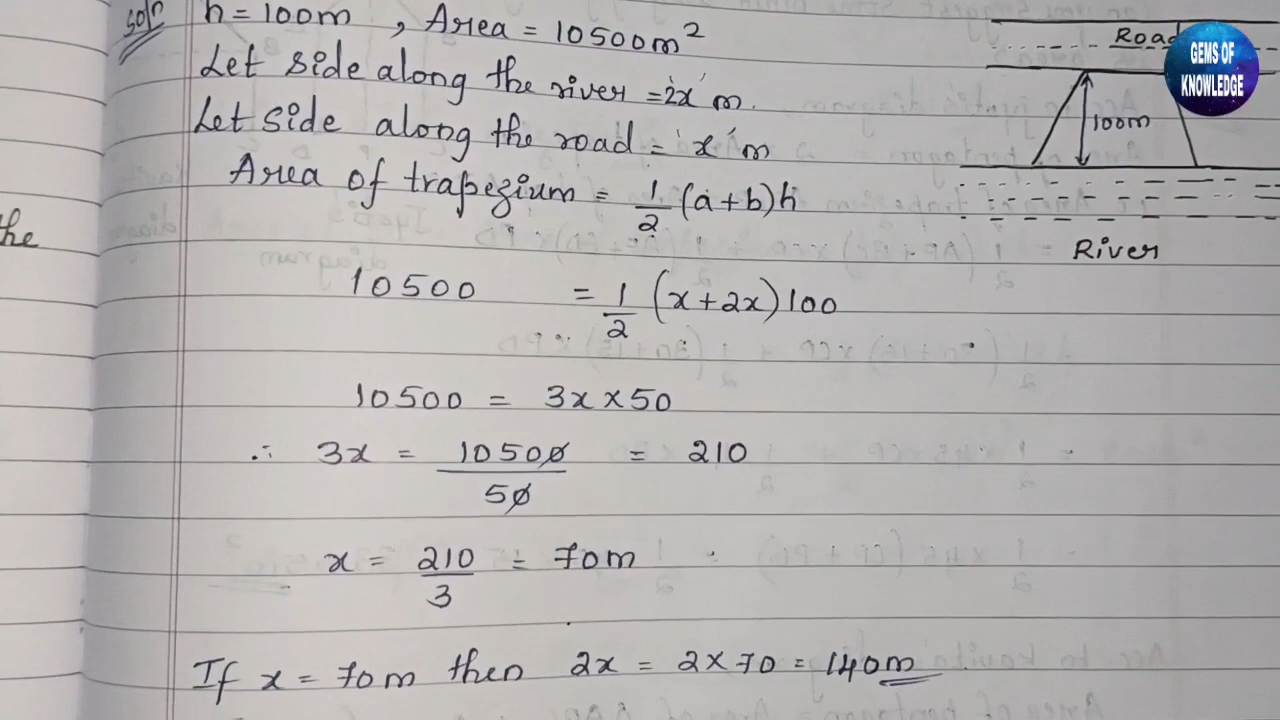 Soln h = 100m , Area = 10500m²
Let side along the river = '2x' m.
Let side along the road = 'x' m
Area of trapezium = 1/2 (a+b)h
10500 = 1/2 (x+2x)100
10500 = 3x × 50
∴ 3x = 10500/50 = 210
x = 210/3 = 70m
If x = 70m then 2x = 2×70 = 140m
the
Road
100m
River
GEMS OF
KNOWLEDGE